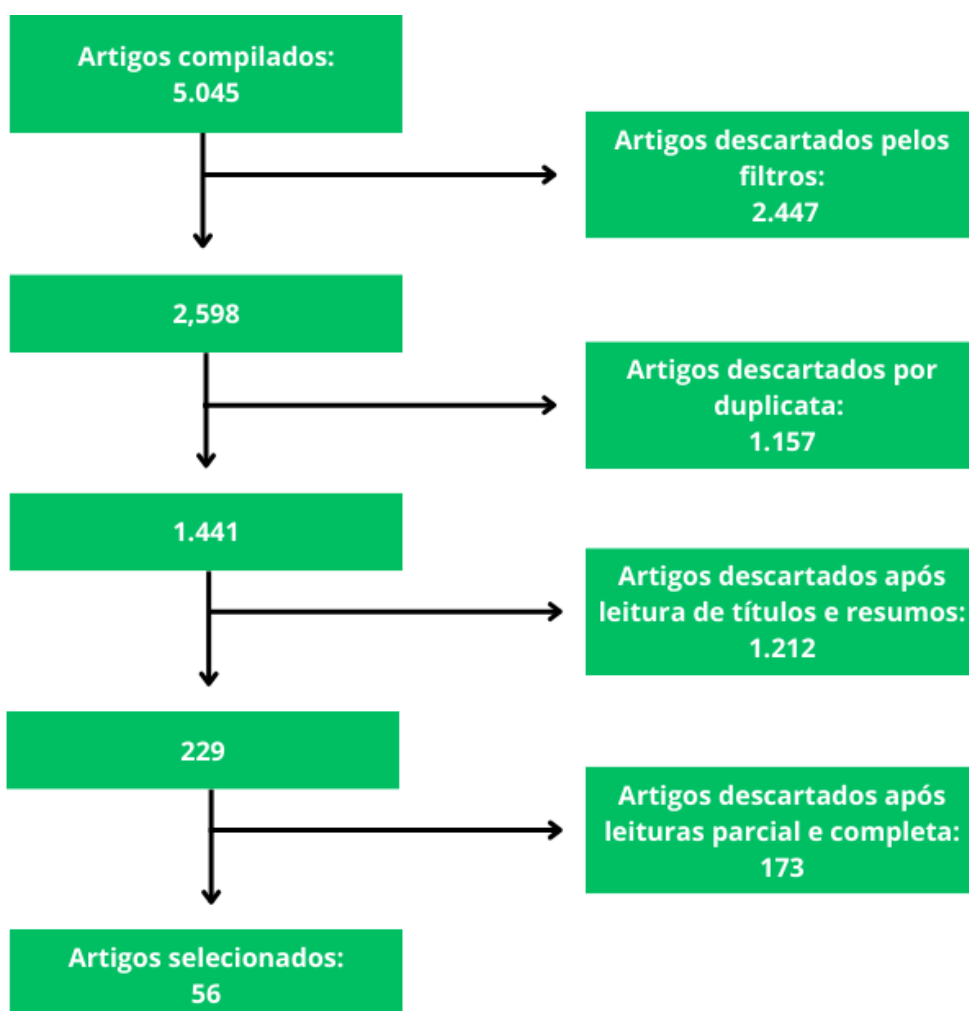 Artigos compilados:
5.045
Artigos descartados pelos
filtros:
2.447
2,598
Artigos descartados por
duplicata:
1.157
1.441
Artigos descartados após
leitura de títulos e resumos:
1.212
229
Artigos descartados após
leituras parcial e completa:
173
Artigos selecionados:
56